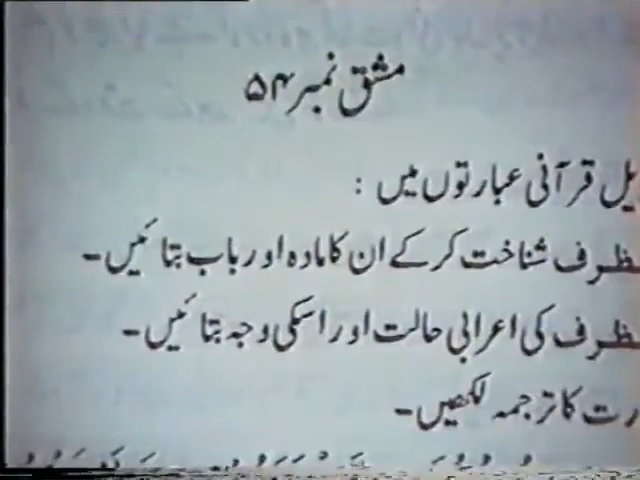 مشق نمبر ۵۴
یل قرآنی عبارتوں میں :
ظرف شناخت کر کے ان کا مادہ اور باب بتائیں۔
ظرف کی اعرابی حالت اور اسکی وجہ بتائیں۔
رت کا ترجمہ لکھیں۔